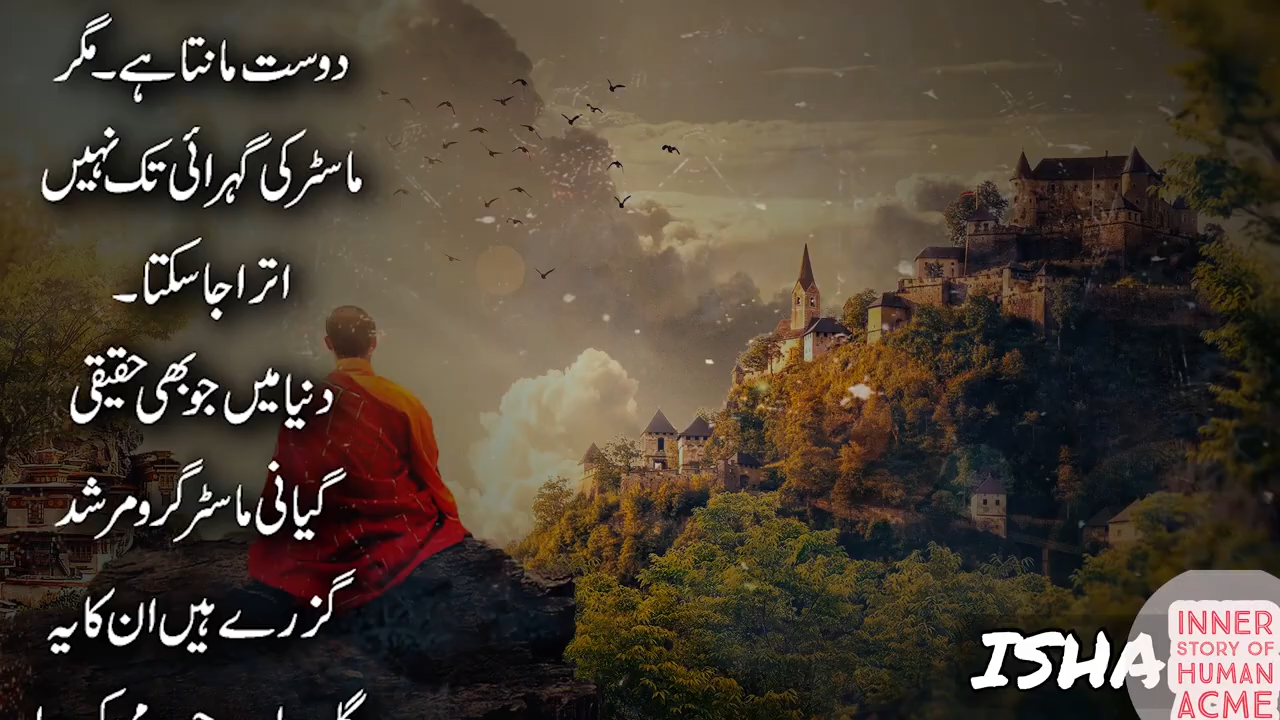 دوست مانتا ہے۔ مگر
ماسٹر کی گہرائی تک نہیں
اترا جا سکتا۔
دنیا میں جو بھی حقیقی
گیانی ماسٹر گرو مرشد
گزرے ہیں ان کا یہ
ISHA
INNER
STORY OF
HUMAN
ACME